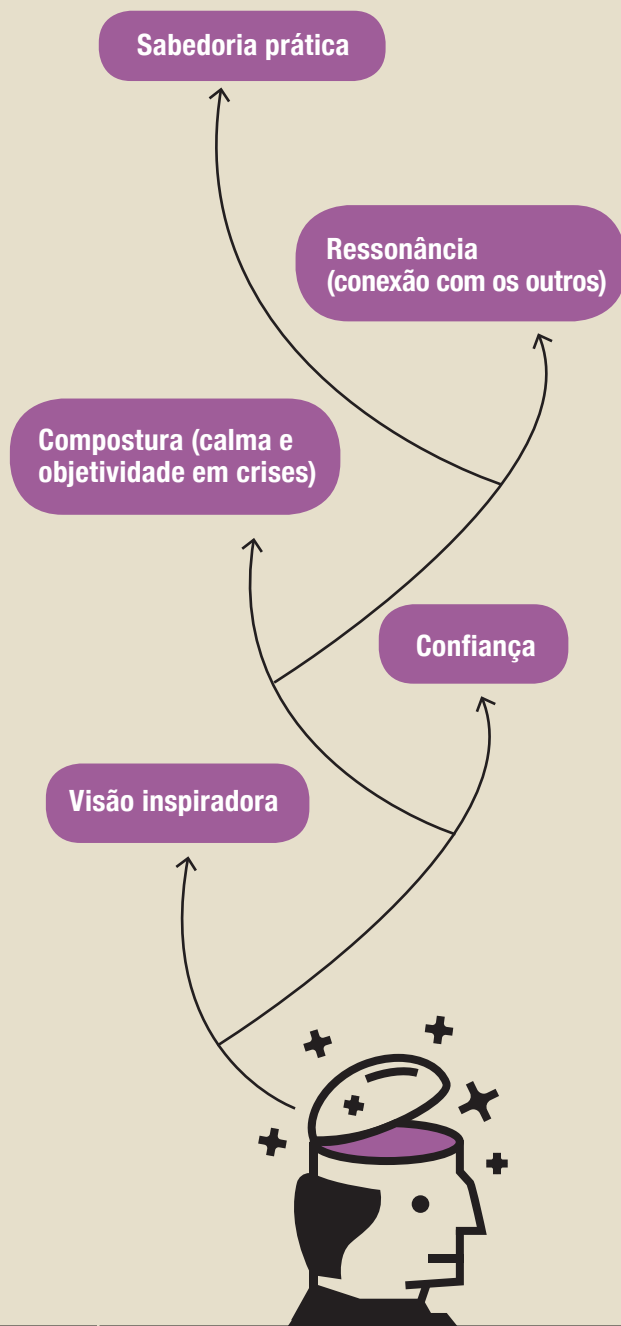 Sabedoria prática
Ressonância
(conexão com os outros)
Compostura (calma e
objetividade em crises)
Confiança
Visão inspiradora